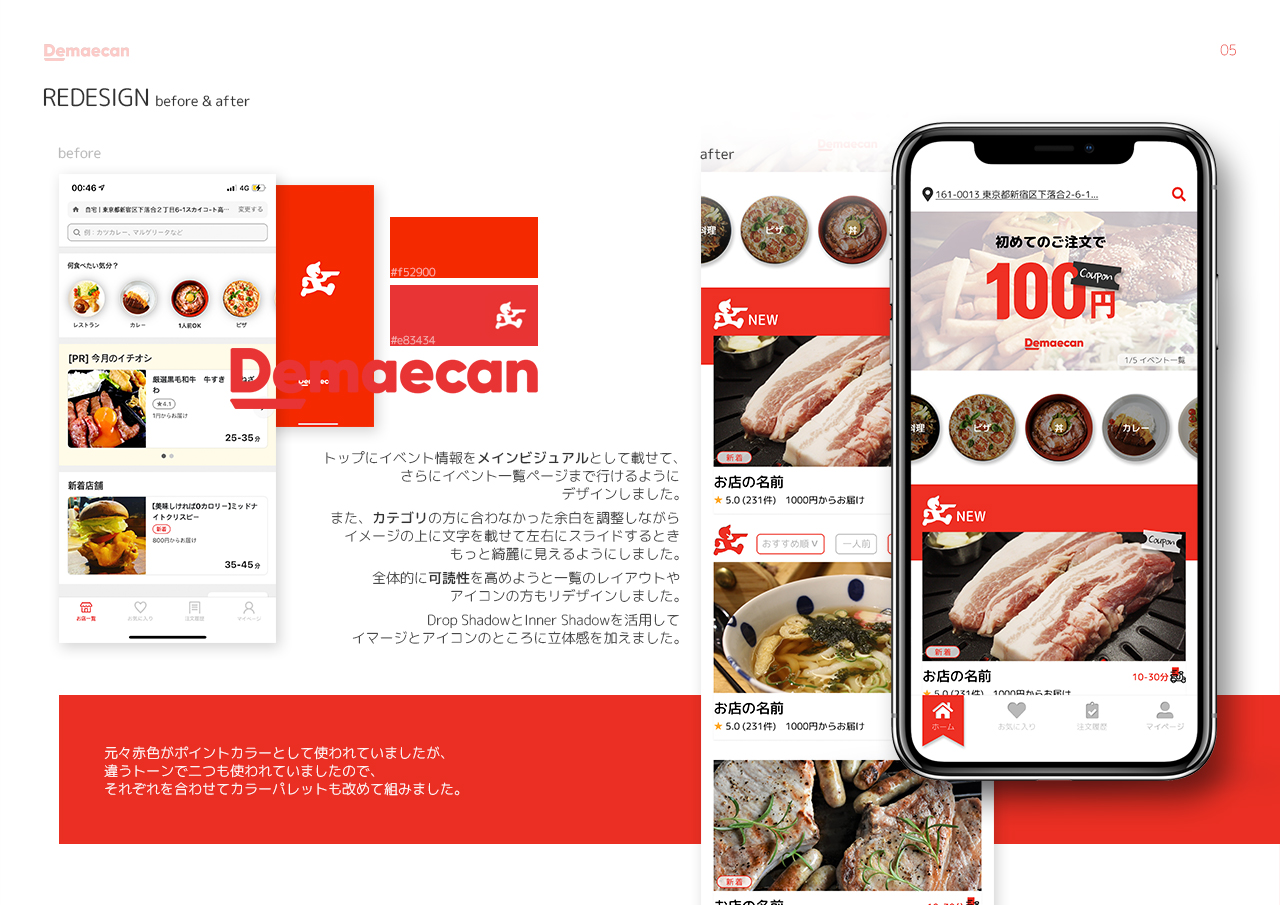 Demaecan
05
REDESIGN before & after
before
00:46
4G
自宅 | 東京都新宿区下落合２丁目6-1スカイコート高…
変更する
例：カツカレー、マルゲリータなど
何食べたい気分？
レストラン
カレー
1人前OK
ピザ
[PR] 今月のイチオシ
厳選黒毛和牛　牛すき
わ
★4.1
1円からお届け
25-35分
新着店舗
[美味しければ0カロリー]ミッドナ
イトクリスピー
新着
800円からお届け
35-45分
お店一覧
お気に入り
注文履歴
マイページ
#f52900
#e83434
Demaecan
トップにイベント情報をメインビジュアルとして載せて、
さらにイベント一覧ページまで行けるように
デザインしました。
また、カテゴリの方に合わなかった余白を調整しながら
イメージの上に文字を載せて左右にスライドするとき
もっと綺麗に見えるようにしました。
全体的に可読性を高めようと一覧のレイアウトや
アイコンの方もリデザインしました。
Drop ShadowとInner Shadowを活用して
イマージとアイコンのところに立体感を加えました。
元々赤色がポイントカラーとして使われていましたが、
違うトーンで二つも使われていましたので、
それぞれを合わせてカラーパレットも改めて組みました。
after
Demaecan
料理
ピザ
丼
NEW
新着
お店の名前
★ 5.0 (231件)　1000円からお届け
おすすめ順 V
一人前
お店の名前
★ 5.0 (231件)　1000円からお届け
新着
お店の名前
10-30分
161-0013 東京都新宿区下落合2-6-1...
初めてのご注文で
100円
Coupon
Demaecan
1/5 イベント一覧
料理
ピザ
丼
カレー
NEW
Coupon
新着
お店の名前
10-30分
★ 5.0 (231件)　1000円からお届け
ホーム
お気に入り
注文履歴
マイページ